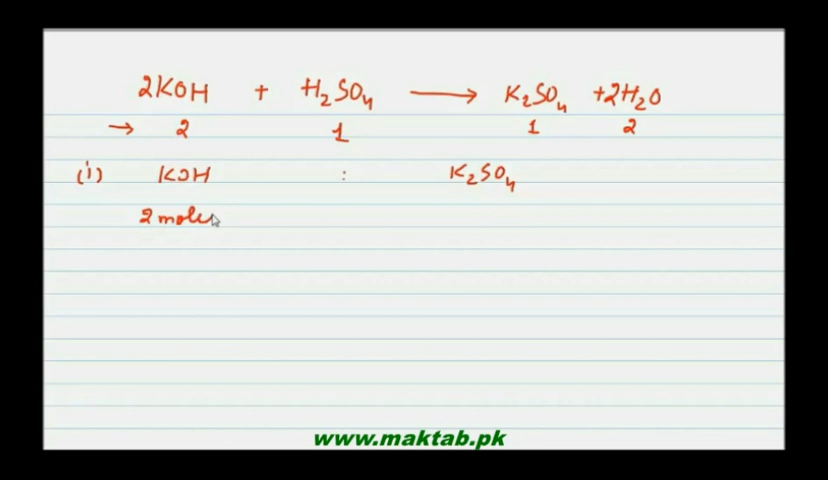 2KOH + H₂SO₄ → K₂SO₄ + 2H₂O
→ 2 1 1 2
(i) KOH : K₂SO₄
2 moles
www.maktab.pk